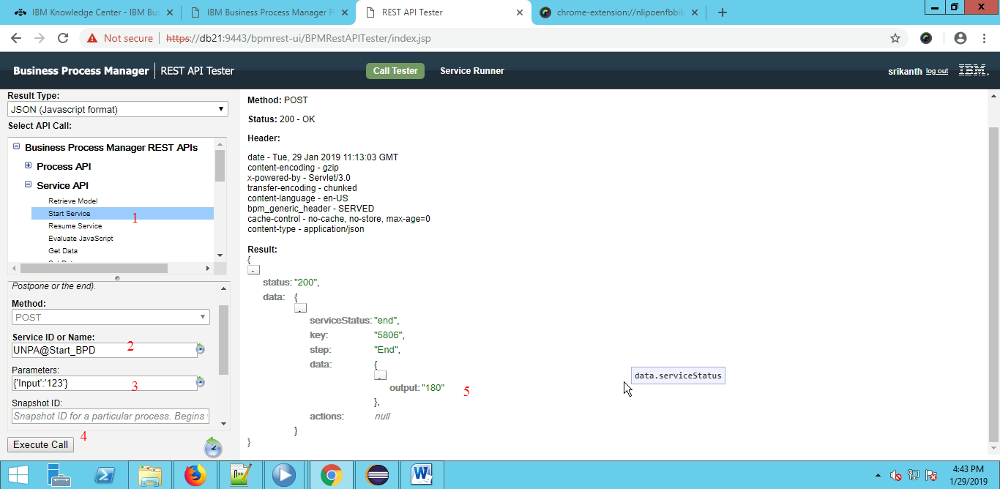 IBM Knowledge Center - IBM Bus
IBM Business Process Manager P
REST API Tester
chrome-extension://nlipoenfbbik
Not secure
https://db21:9443/bpmrest-ui/BPMRestAPITester/index.jsp
Business Process Manager
REST API Tester
Call Tester
Service Runner
srikanth
log out
IBM.
Result Type:
JSON (Javascript format)
Select API Call:
Business Process Manager REST APIs
Process API
Service API
Retrieve Model
Start Service
1
Resume Service
Evaluate JavaScript
Get Data
Postpone or the end).
Method:
POST
Service ID or Name:
UNPA@Start_BPD
2
Parameters:
{'Input':'123'}
3
Snapshot ID:
Snapshot ID for a particular process. Begins
4
Execute Call
Method: POST
Status: 200 - OK
Header:
date - Tue, 29 Jan 2019 11:13:03 GMT
content-encoding - gzip
x-powered-by - Servlet/3.0
transfer-encoding - chunked
content-language - en-US
bpm_generic_header - SERVED
cache-control - no-cache, no-store, max-age=0
content-type - application/json
Result:
{
-
status: "200",
data: {
-
serviceStatus: "end",
key: "5806",
step: "End",
data: {
-
output: "180"
5
},
actions: null
}
}
data.serviceStatus
4:43 PM
1/29/2019